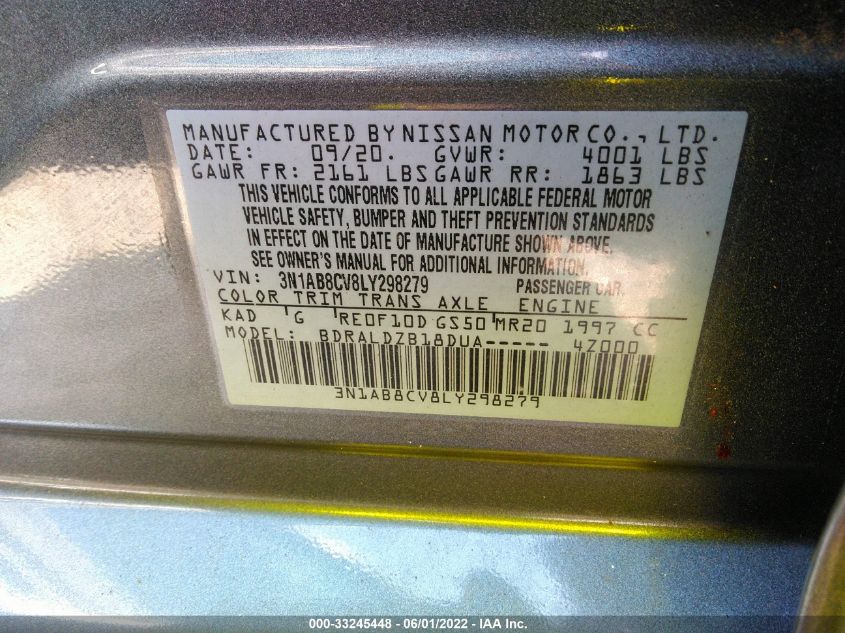 MANUFACTURED BY NISSAN MOTOR CO., LTD.
DATE: 09/20. GVWR: 4001 LBS
GAWR FR: 2161 LBS GAWR RR: 1863 LBS
THIS VEHICLE CONFORMS TO ALL APPLICABLE FEDERAL MOTOR
VEHICLE SAFETY, BUMPER AND THEFT PREVENTION STANDARDS
IN EFFECT ON THE DATE OF MANUFACTURE SHOWN ABOVE.
SEE OWNER'S MANUAL FOR ADDITIONAL INFORMATION.
VIN: 3N1AB8CV8LY298279 PASSENGER CAR.
COLOR TRIM TRANS AXLE ENGINE
KAD G RE0F10D GS50 MR20 1997 CC
MODEL: BDRALDZB18DUA----- 4Z000
3N1AB8CV8LY298279
000-33245448 - 06/01/2022 - IAA Inc.